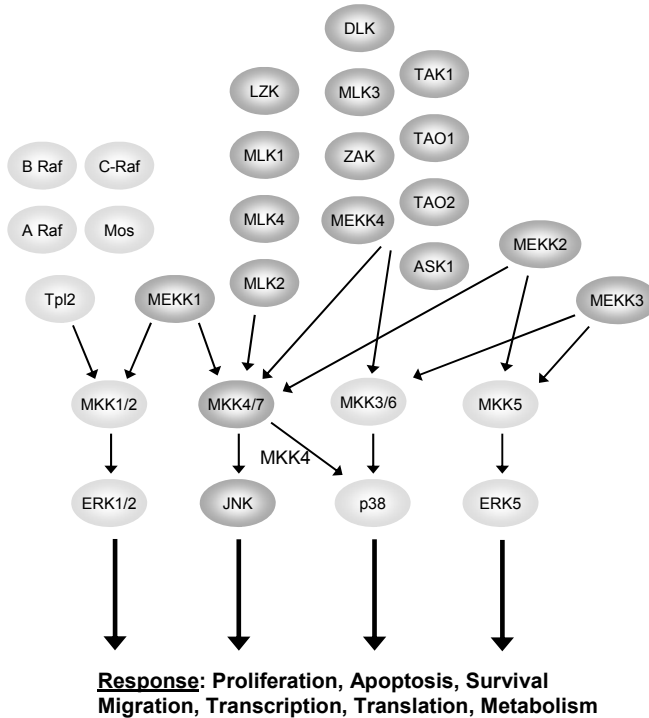 DLK
TAK1
LZK
MLK3
TAO1
MLK1
ZAK
B Raf
C-Raf
TAO2
MLK4
MEKK4
A Raf
Mos
MEKK2
ASK1
MLK2
Tpl2
MEKK1
MEKK3
MKK1/2
MKK4/7
MKK3/6
MKK5
MKK4
ERK1/2
JNK
p38
ERK5
Response: Proliferation, Apoptosis, Survival
Migration, Transcription, Translation, Metabolism